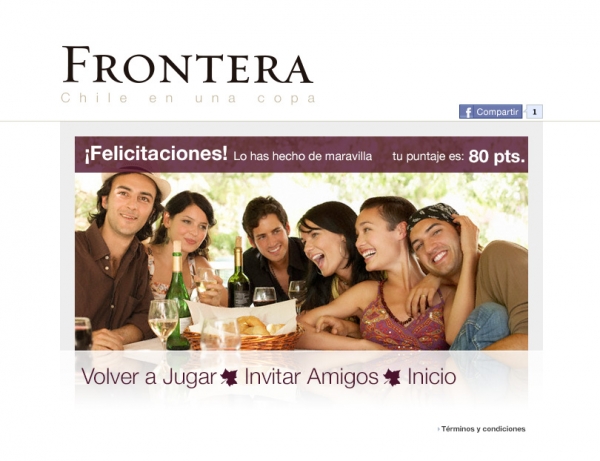 FRONTERA
Chile en una copa
Compartir 1
¡Felicitaciones! Lo has hecho de maravilla tu puntaje es: 80 pts.
Volver a Jugar Invitar Amigos Inicio
› Términos y condiciones